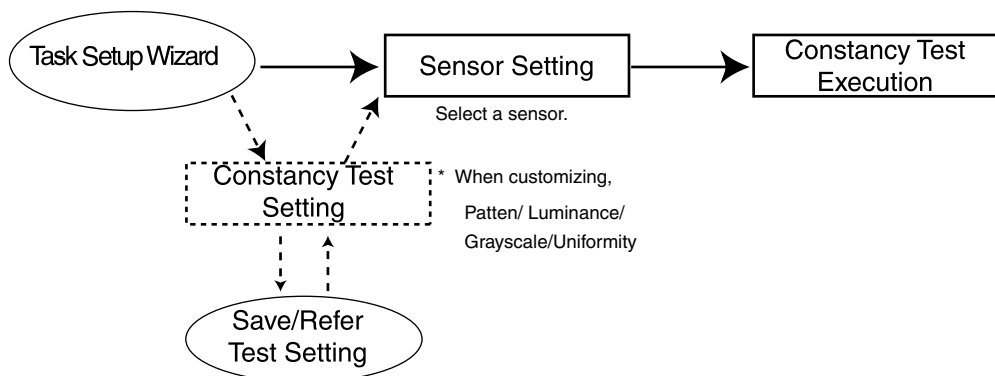 Task Setup Wizard
Sensor Setting
Constancy Test
Execution
Select a sensor.
Constancy Test
Setting
* When customizing,
Patten/ Luminance/
Grayscale/Uniformity
Save/Refer
Test Setting